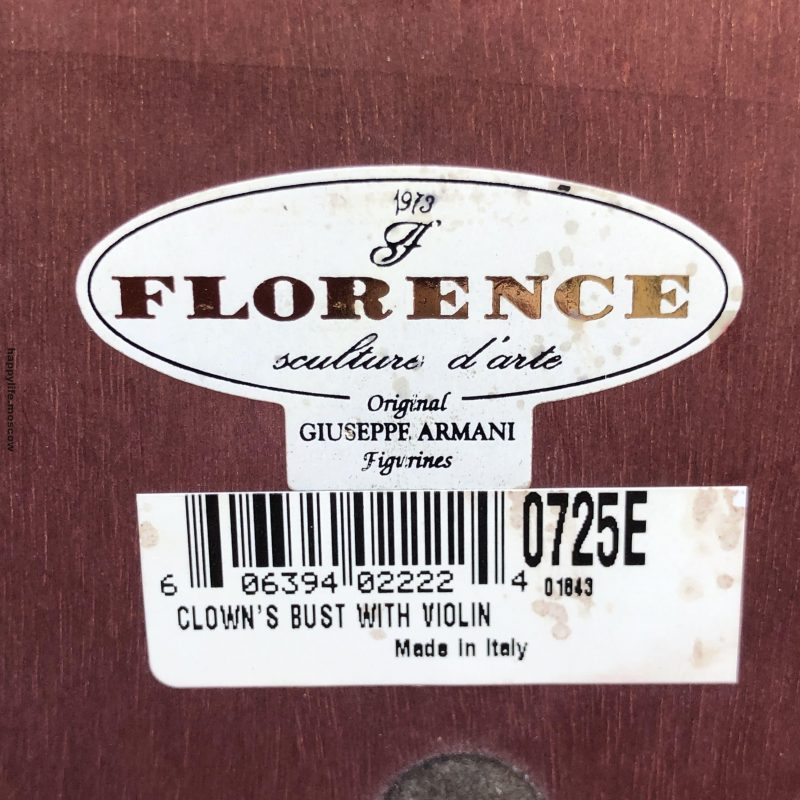 1973
F
FLORENCE
sculture d'arte
Original
GIUSEPPE ARMANI
Figurines
0725E
6 06394 02222 4 01843
CLOWN'S BUST WITH VIOLIN
Made in Italy
happylife.moscow